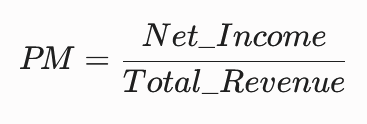 PM = Net_Income / Total_Revenue